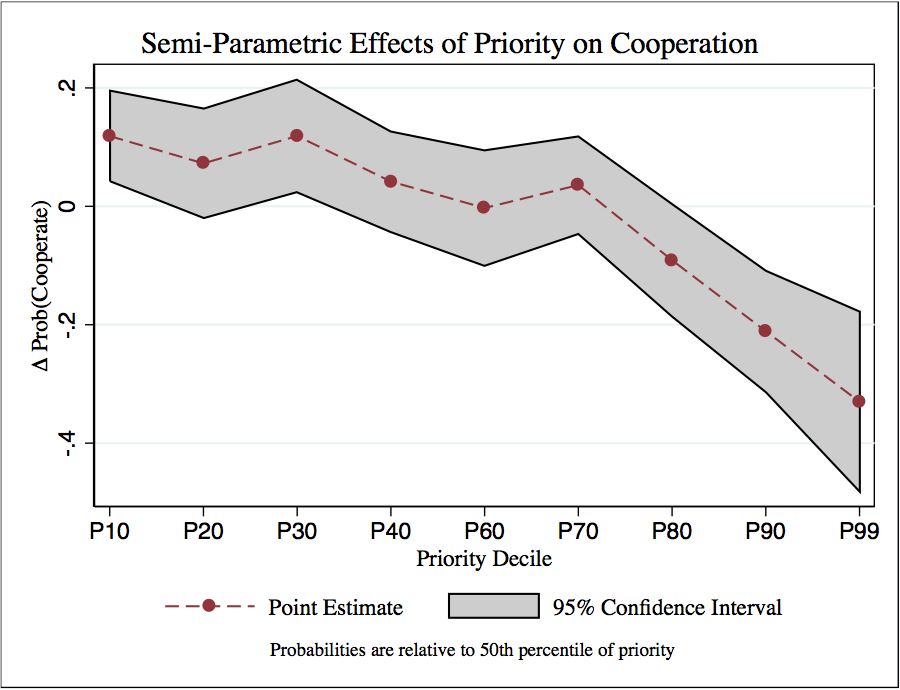 Semi-Parametric Effects of Priority on Cooperation
Δ Prob(Cooperate)
.2
0
-.2
-.4
P10 P20 P30 P40 P60 P70 P80 P90 P99
Priority Decile
Point Estimate 95% Confidence Interval
Probabilities are relative to 50th percentile of priority